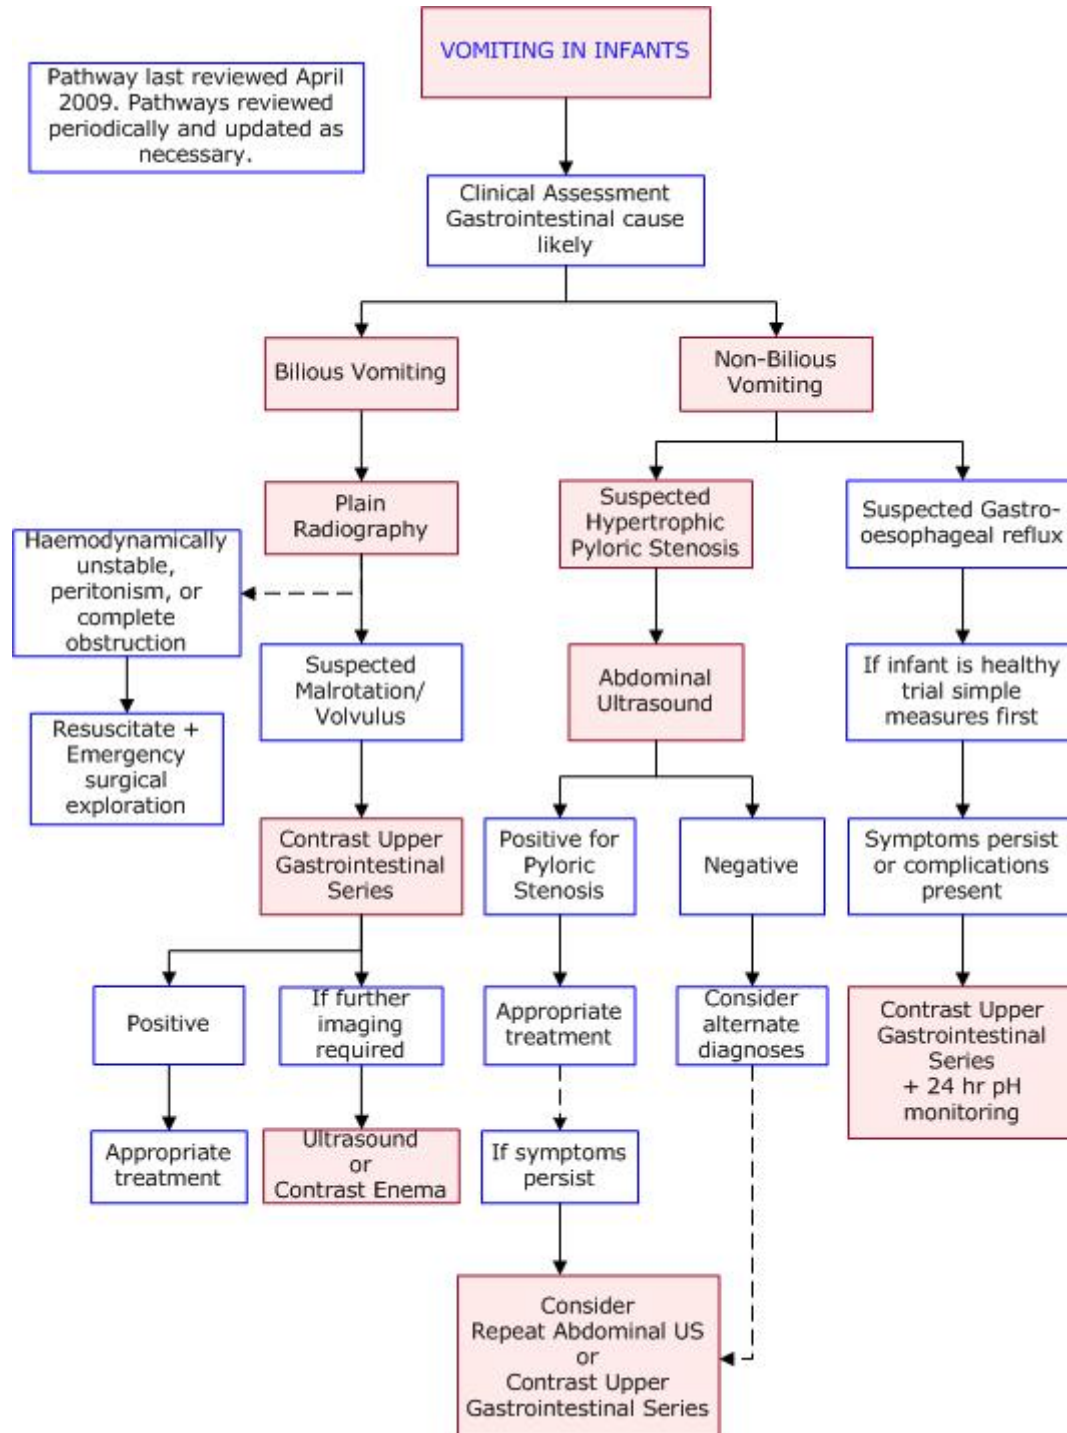 VOMITING IN INFANTS
Pathway last reviewed April
2009. Pathways reviewed
periodically and updated as
necessary.
Clinical Assessment
Gastrointestinal cause
likely
Bilious Vomiting
Non-Bilious
Vomiting
Plain
Radiography
Suspected
Hypertrophic
Pyloric Stenosis
Suspected Gastro-
oesophageal reflux
Haemodynamically
unstable,
peritonism, or
complete
obstruction
Suspected
Malrotation/
Volvulus
Abdominal
Ultrasound
If infant is healthy
trial simple
measures first
Resuscitate +
Emergency
surgical
exploration
Contrast Upper
Gastrointestinal
Series
Positive for
Pyloric
Stenosis
Negative
Symptoms persist
or complications
present
Positive
If further
imaging
required
Appropriate
treatment
Consider
alternate
diagnoses
Contrast Upper
Gastrointestinal
Series
+ 24 hr pH
monitoring
Appropriate
treatment
Ultrasound
or
Contrast Enema
If symptoms
persist
Consider
Repeat Abdominal US
or
Contrast Upper
Gastrointestinal Series